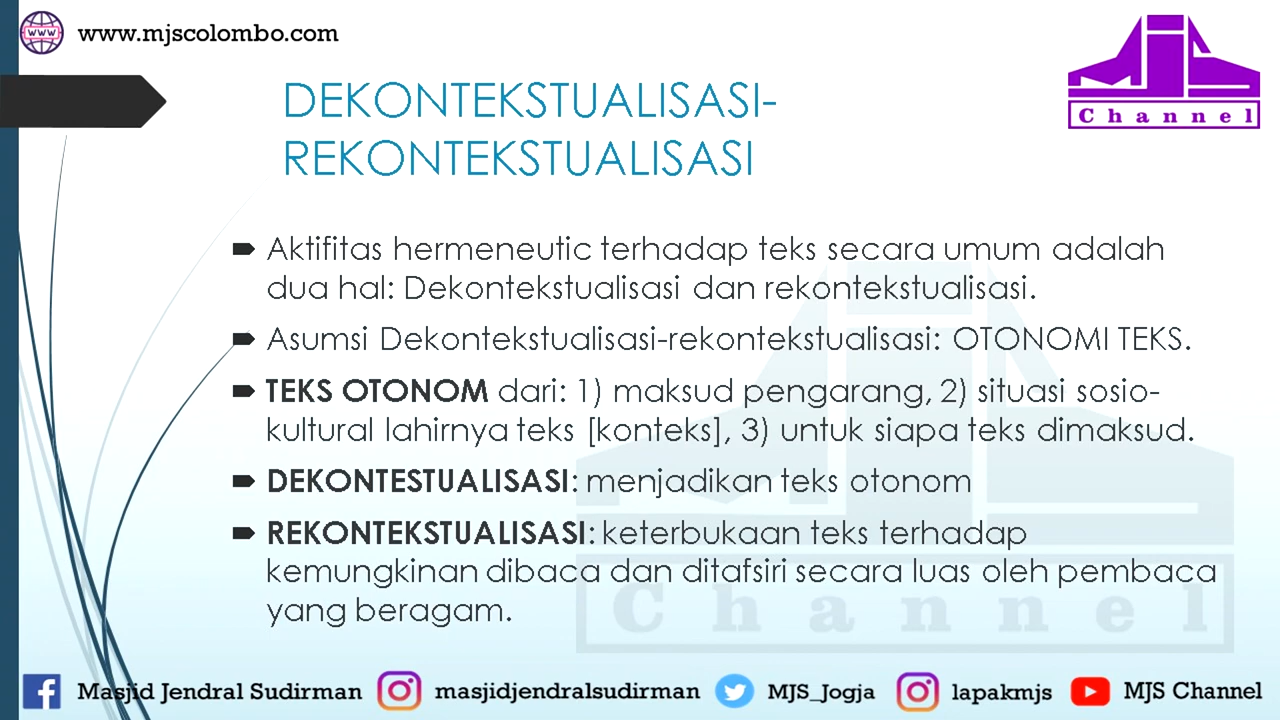 www.mjscolombo.com
MJS
Channel
DEKONTEKSTUALISASI-
REKONTEKSTUALISASI
Aktifitas hermeneutic terhadap teks secara umum adalah
dua hal: Dekontekstualisasi dan rekontekstualisasi.
Asumsi Dekontekstualisasi-rekontekstualisasi: OTONOMI TEKS.
TEKS OTONOM dari: 1) maksud pengarang, 2) situasi sosio-
kultural lahirnya teks [konteks], 3) untuk siapa teks dimaksud.
DEKONTESTUALISASI: menjadikan teks otonom
REKONTEKSTUALISASI: keterbukaan teks terhadap
kemungkinan dibaca dan ditafsiri secara luas oleh pembaca
yang beragam.
Channel
Masjid Jendral Sudirman masjidjendralsudirman MJS_Jogja lapakmjs MJS Channel